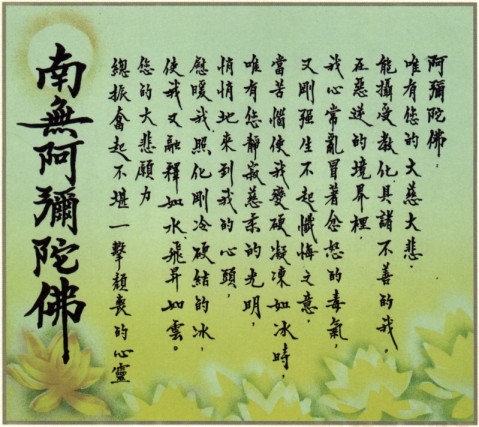 阿彌陀佛，
唯有您的大慈大悲，
能攝受教化具諸不善的我，
在惡逆的境界裡，
我心常亂冒著忿怒的毒氣，
又剛強生不起懺悔之意，
當苦惱使我變硬凝凍如冰時，
唯有您靜寂慈柔的光明，
悄悄地來到我的心頭，
慰暖我、照化剛冷硬結的冰，
使我又融釋如水、飛昇如雲。
您的大悲願力
總振奮起不堪一擊頹喪的心靈
南無阿彌陀佛